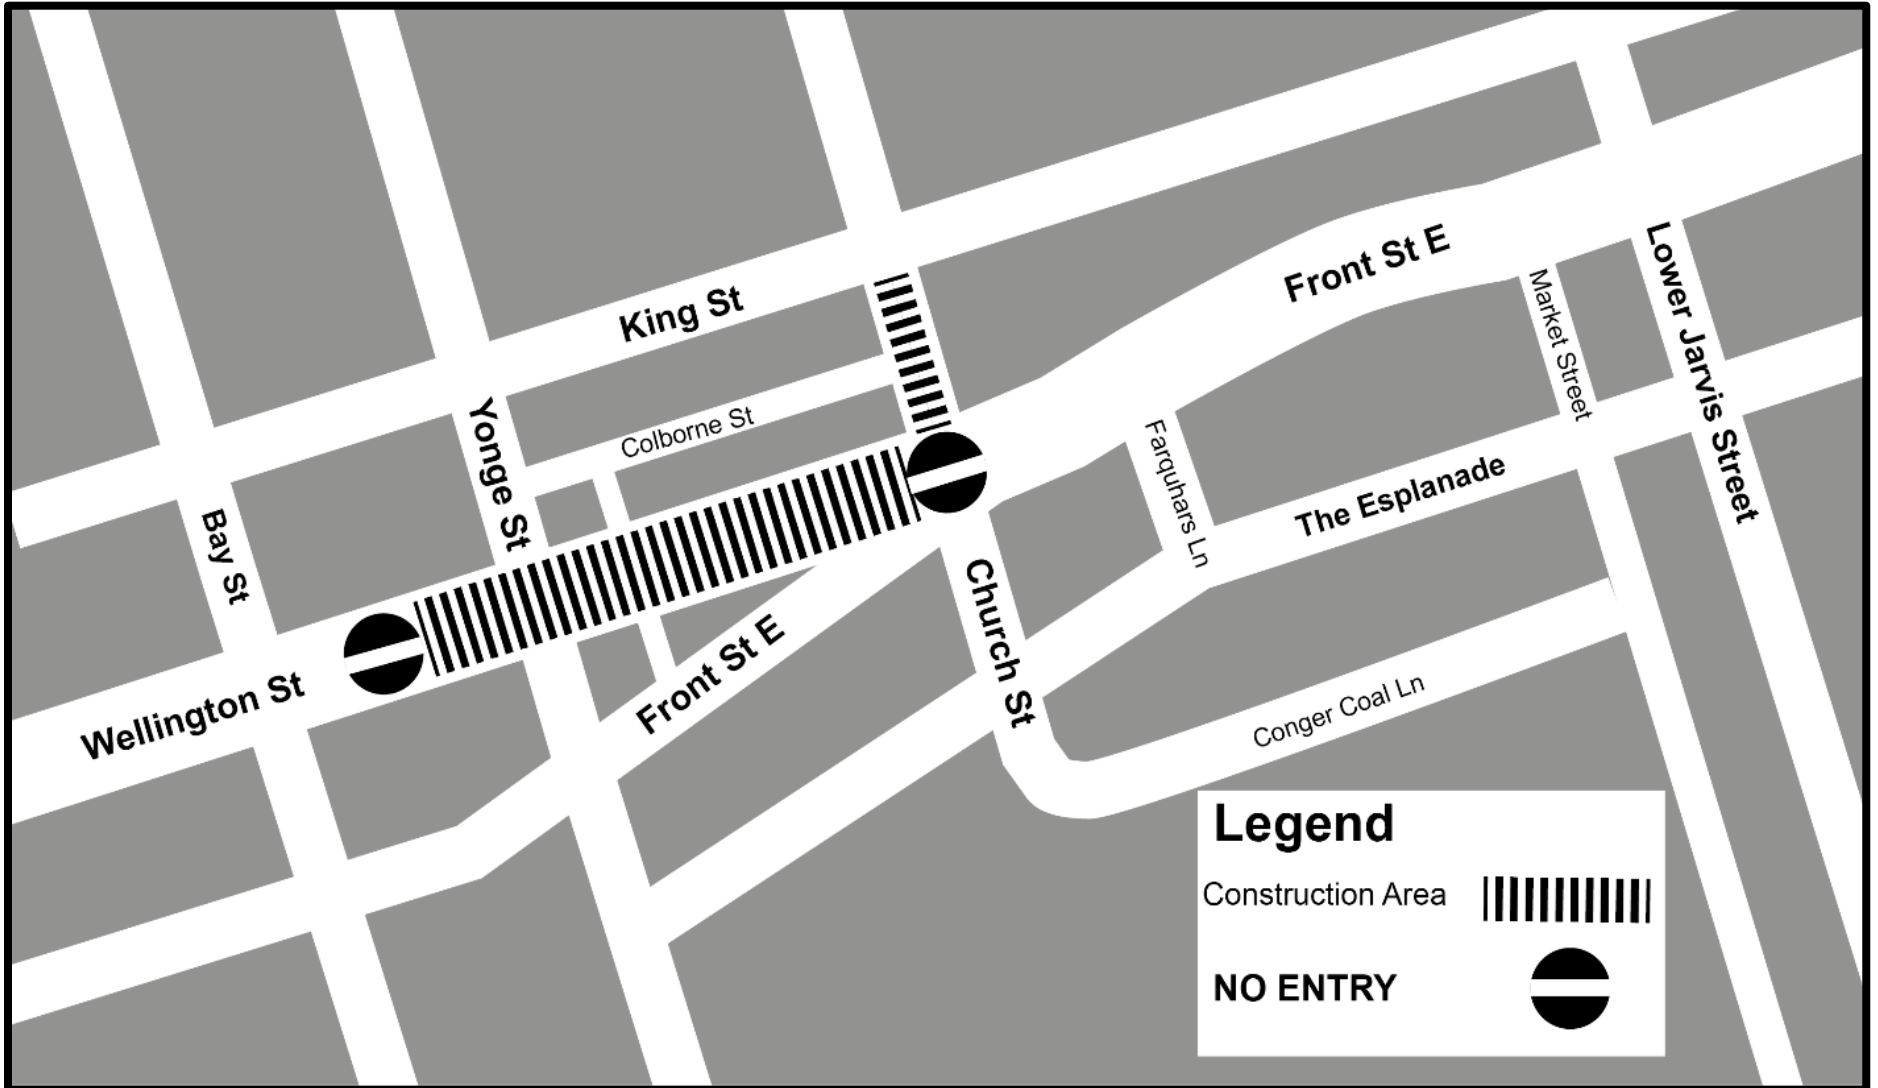 Front St E
Lower Jarvis Street
Market Street
King St
Yonge St
Colborne St
Farquhars Ln
The Esplanade
Bay St
Church St
Front St E
Wellington St
Conger Coal Ln
Legend
Construction Area
NO ENTRY